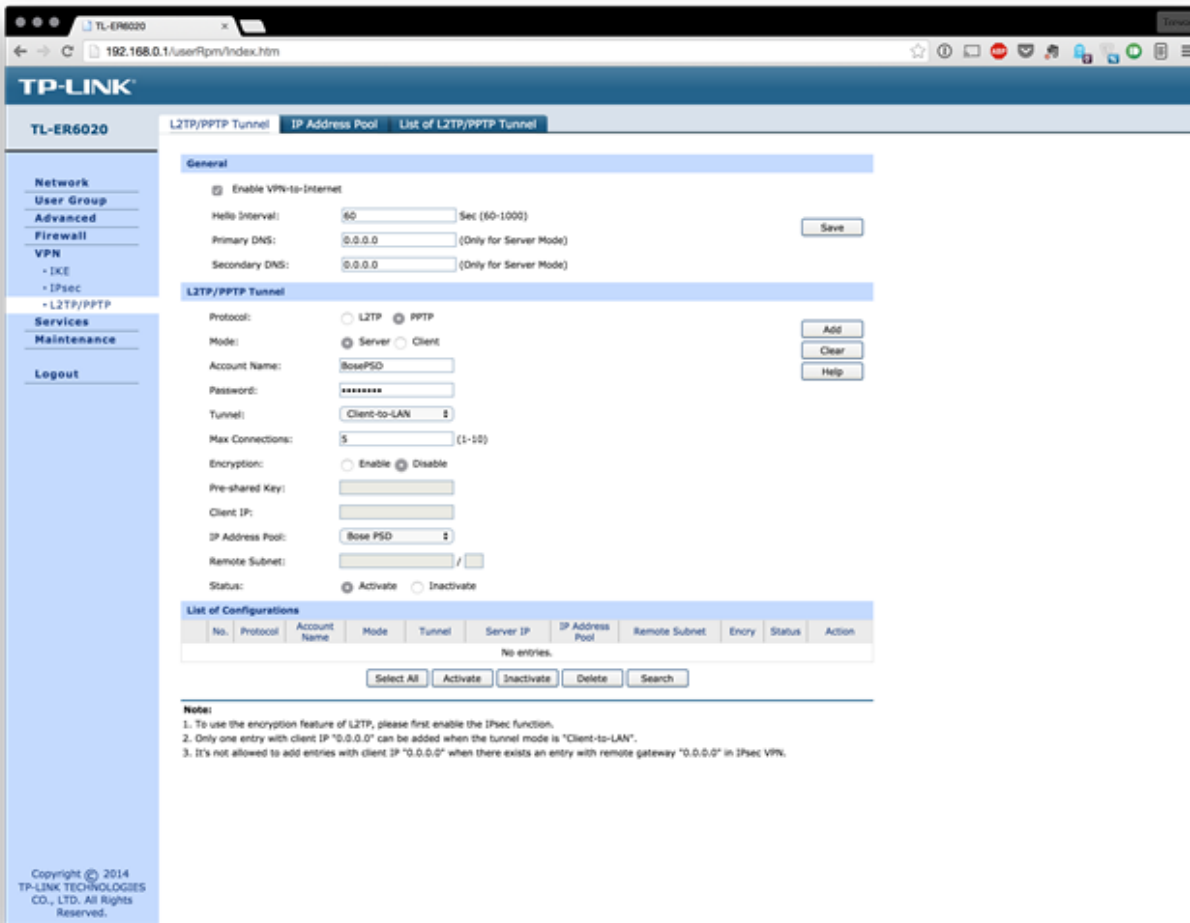 TL-ER6020
192.168.0.1/userRpm/Index.htm
TP-LINK
TL-ER6020
L2TP/PPTP Tunnel IP Address Pool List of L2TP/PPTP Tunnel
Network
User Group
Advanced
Firewall
VPN
IKE
IPsec
L2TP/PPTP
Services
Maintenance
Logout
General
Enable VPN-to-Internet
Hello Interval: 60 Sec (60-1000)
Save
Primary DNS: 0.0.0.0 (Only for Server Mode)
Secondary DNS: 0.0.0.0 (Only for Server Mode)
L2TP/PPTP Tunnel
Protocol: L2TP PPTP
Add
Mode: Server Client
Clear
Account Name: BosePSD
Help
Password: ••••••••
Tunnel: Client-to-LAN
Max Connections: 5 (1-10)
Encryption: Enable Disable
Pre-shared Key:
Client IP:
IP Address Pool: Bose PSD
Remote Subnet: /
Status: Activate Inactivate
List of Configurations
No. Protocol Account Name Mode Tunnel Server IP IP Address Pool Remote Subnet Encry Status Action
No entries.
Select All Activate Inactivate Delete Search
Note:
1. To use the encryption feature of L2TP, please first enable the IPsec function.
2. Only one entry with client IP "0.0.0.0" can be added when the tunnel mode is "Client-to-LAN".
3. It's not allowed to add entries with client IP "0.0.0.0" when there exists an entry with remote gateway "0.0.0.0" in IPsec VPN.
Copyright © 2014
TP-LINK TECHNOLOGIES
CO., LTD. All Rights
Reserved.